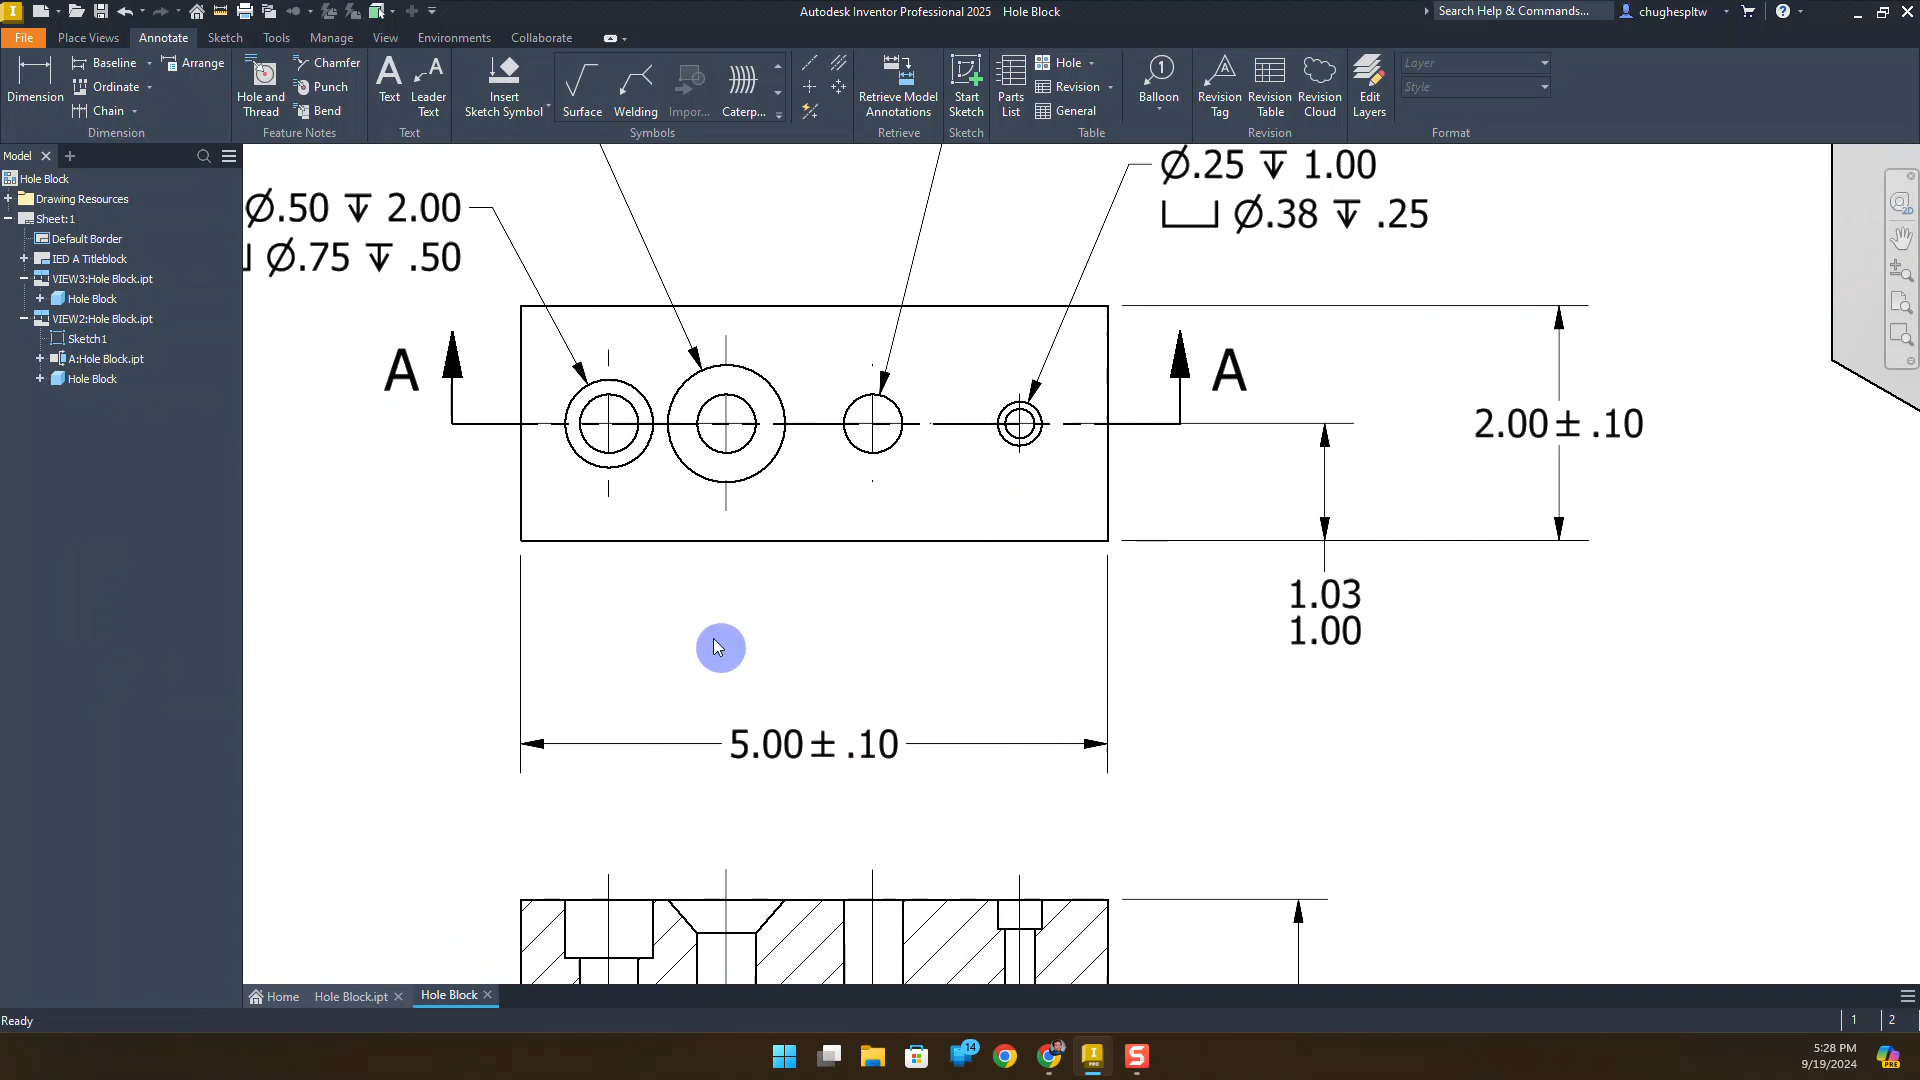 Autodesk Inventor Professional 2025 Hole Block
Search Help & Commands...
chughespltw
File
Place Views
Annotate
Sketch
Tools
Manage
View
Environments
Collaborate
Dimension
Baseline
Ordinate
Chain
Arrange
Dimension
Hole and
Thread
Chamfer
Punch
Bend
Feature Notes
Text
Leader
Text
Text
Insert
Sketch Symbol
Surface
Welding
Impor...
Caterp...
Symbols
Retrieve Model
Annotations
Retrieve
Start
Sketch
Sketch
Parts
List
Hole
Revision
General
Table
Balloon
Revision
Tag
Revision
Table
Revision
Cloud
Revision
Edit
Layers
Layer
Style
Format
Model
Hole Block
Drawing Resources
Sheet:1
Default Border
IED A Titleblock
VIEW3:Hole Block.ipt
Hole Block
VIEW2:Hole Block.ipt
Sketch1
A:Hole Block.ipt
Hole Block
Ø.50 ↧ 2.00
⌴ Ø.75 ↧ .50
Ø.25 ↧ 1.00
⌴ Ø.38 ↧ .25
A
A
2.00± .10
1.03
1.00
5.00± .10
Home
Hole Block.ipt
Hole Block
Ready
1
2
14
5:28 PM
9/19/2024